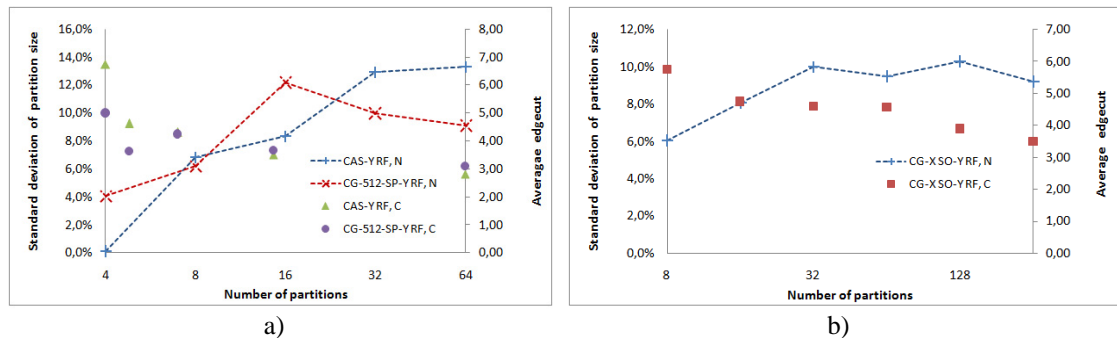 Standard deviation of partition size
16,0%
14,0%
12,0%
10,0%
8,0%
6,0%
4,0%
2,0%
0,0%
4
8
16
32
64
Number of partitions
8,00
7,00
6,00
5,00
4,00
3,00
2,00
1,00
0,00
Averagae edgecut
CAS-YRF, N
CG-512-SP-YRF, N
CAS-YRF, C
CG-512-SP-YRF, C
a)
Standard deviation of partition size
12,0%
10,0%
8,0%
6,0%
4,0%
2,0%
0,0%
8
32
128
Number of partitions
7,00
6,00
5,00
4,00
3,00
2,00
1,00
0,00
Average edgecut
CG-XSO-YRF, N
CG-XSO-YRF, C
b)